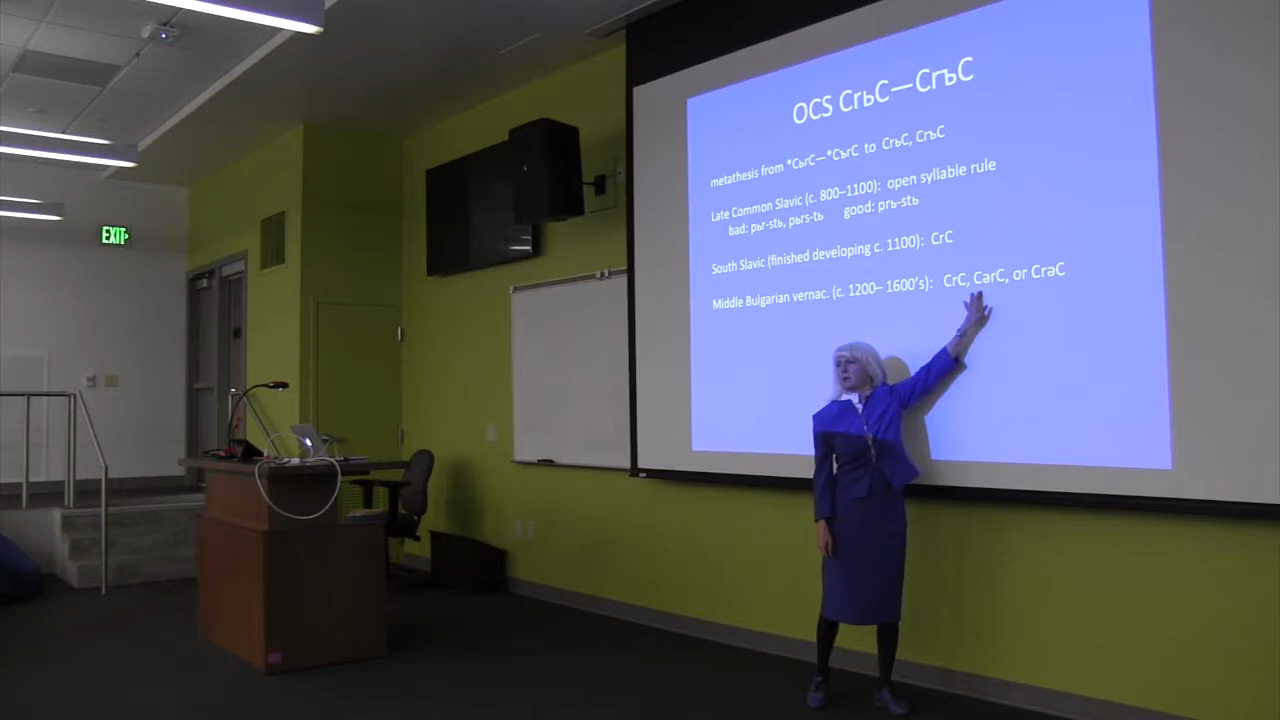 OCS CrьC—CrъC
metathesis from *CьrC—*CъrC to CrьC, CrъC
Late Common Slavic (c. 800–1100): open syllable rule
bad: pьr-stь, pьrs-tь good: prь-stь
South Slavic (finished developing c. 1100): CrC
Middle Bulgarian vernac. (c. 1200– 1600's): CrC, CərC, or CrəC
EXIT